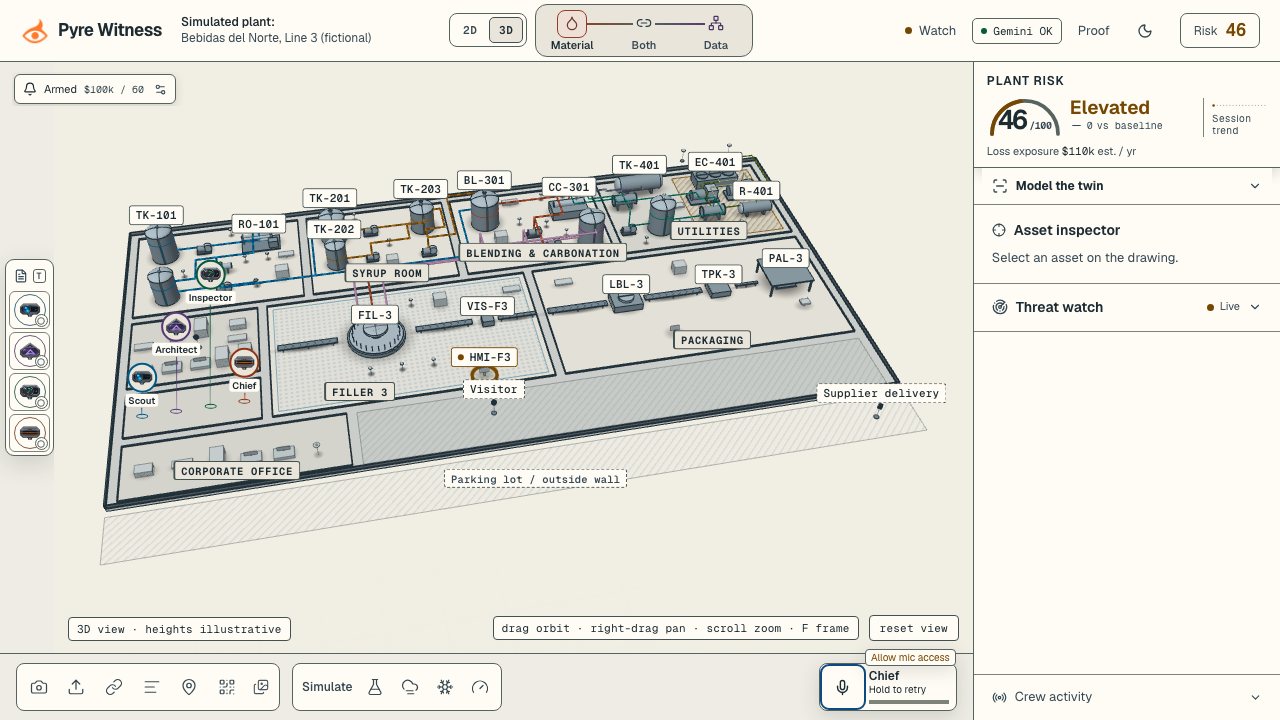 Pyre Witness
Simulated plant:
Bebidas del Norte, Line 3 (fictional)
2D
3D
Material
Both
Data
Watch
Gemini OK
Proof
Risk 46
Armed $100k / 60
T
TK-101
RO-101
TK-201
TK-202
TK-203
BL-301
CC-301
TK-401
EC-401
R-401
UTILITIES
BLENDING & CARBONATION
SYRUP ROOM
Inspector
Architect
Scout
Chief
FIL-3
VIS-F3
LBL-3
TPK-3
PAL-3
PACKAGING
HMI-F3
Visitor
FILLER 3
Supplier delivery
CORPORATE OFFICE
Parking lot / outside wall
3D view · heights illustrative
drag orbit · right-drag pan · scroll zoom · F frame
reset view
Simulate
Allow mic access
Chief
Hold to retry
PLANT RISK
46 /100
Elevated
— 0 vs baseline
Session
trend
Loss exposure $110k est. / yr
Model the twin
Asset inspector
Select an asset on the drawing.
Threat watch
Live
Crew activity